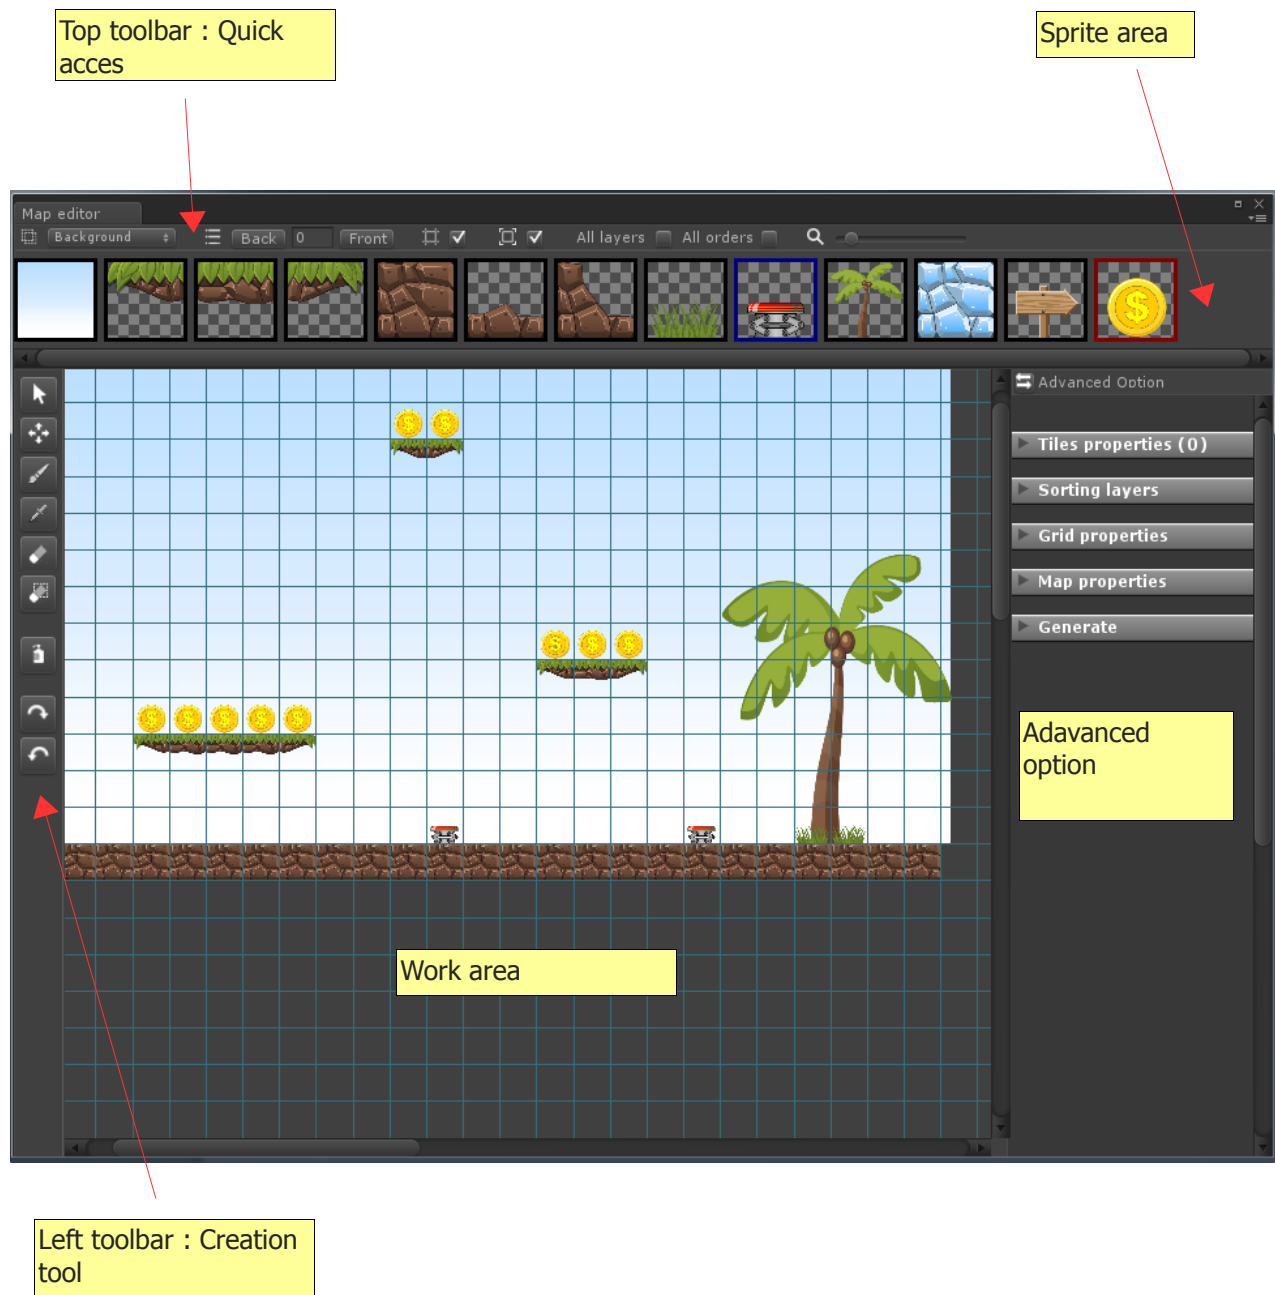 Top toolbar : Quick
acces
Sprite area
Map editor
Background
Back 0 Front All layers All orders
Advanced Option
Tiles properties (0)
Sorting layers
Grid properties
Map properties
Generate
Adavanced
option
Work area
Left toolbar : Creation
tool